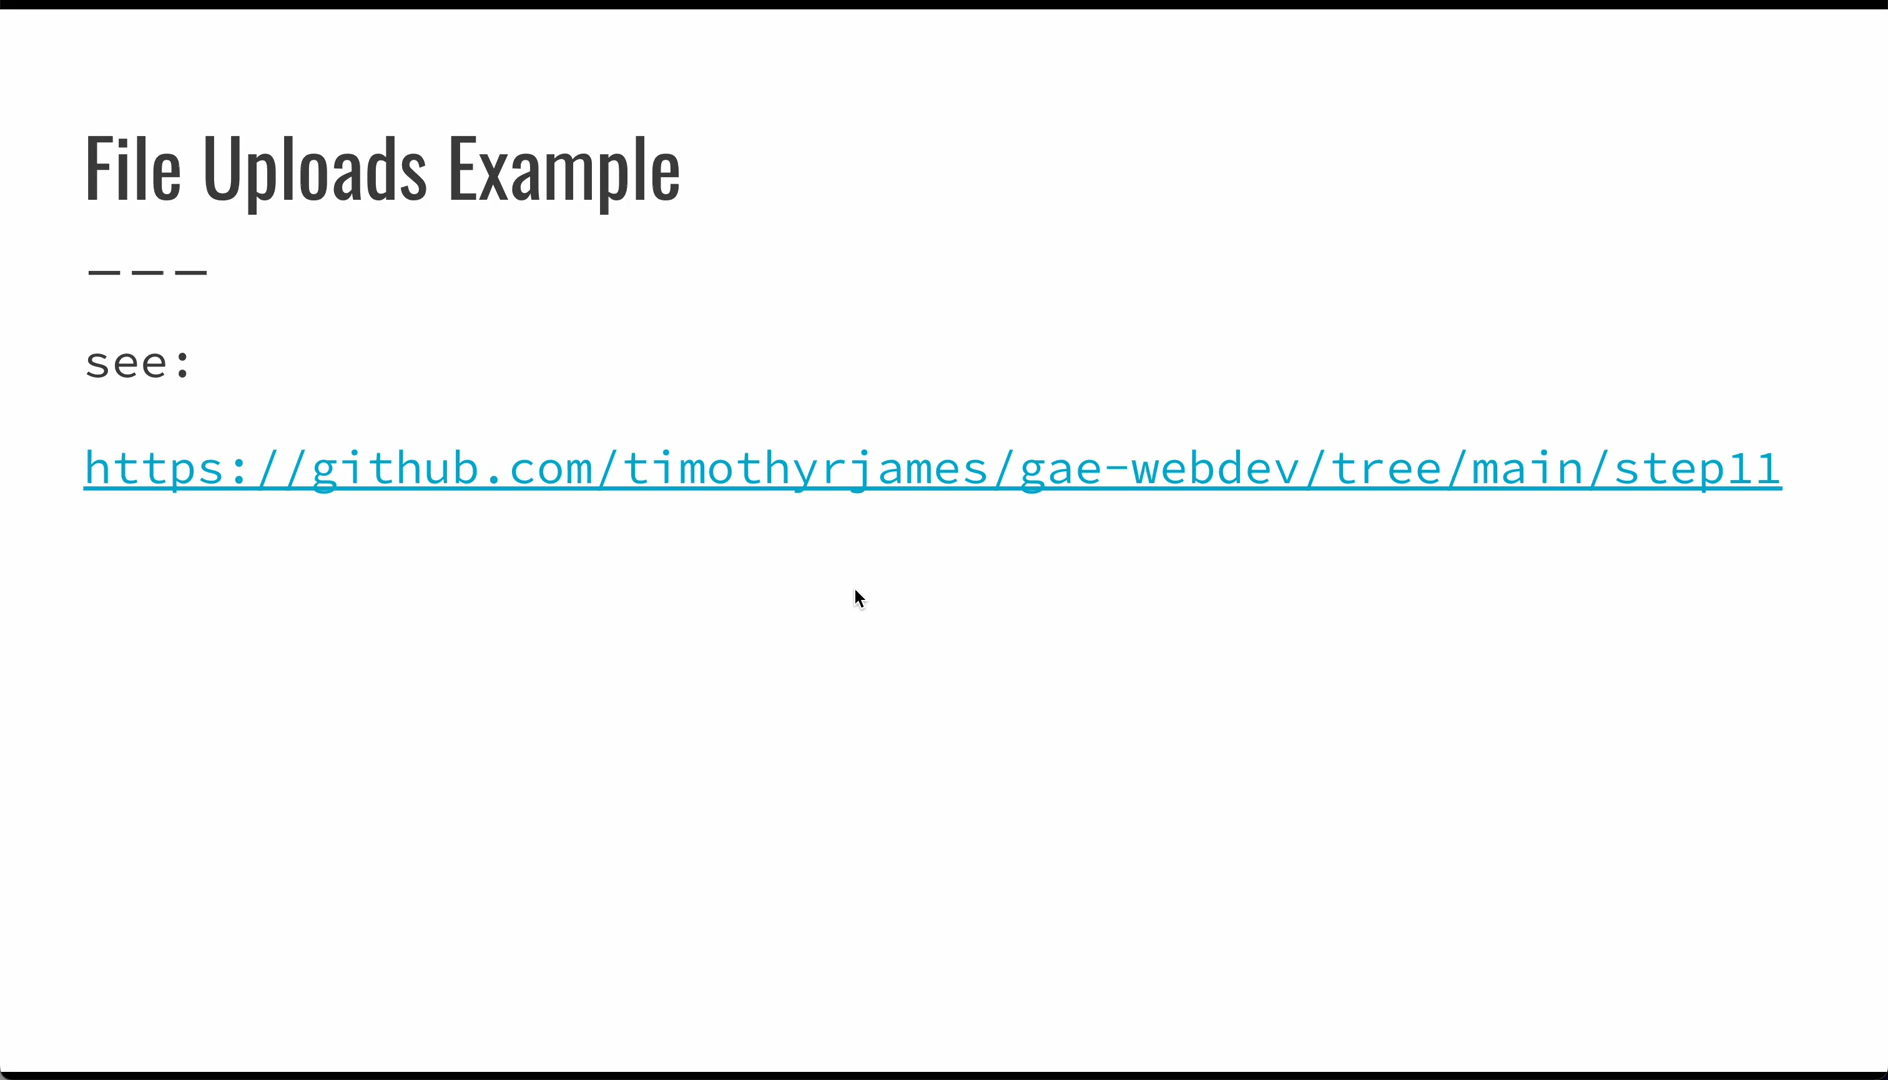 File Uploads Example
---
see:
https://github.com/timothyrjames/gae-webdev/tree/main/step11